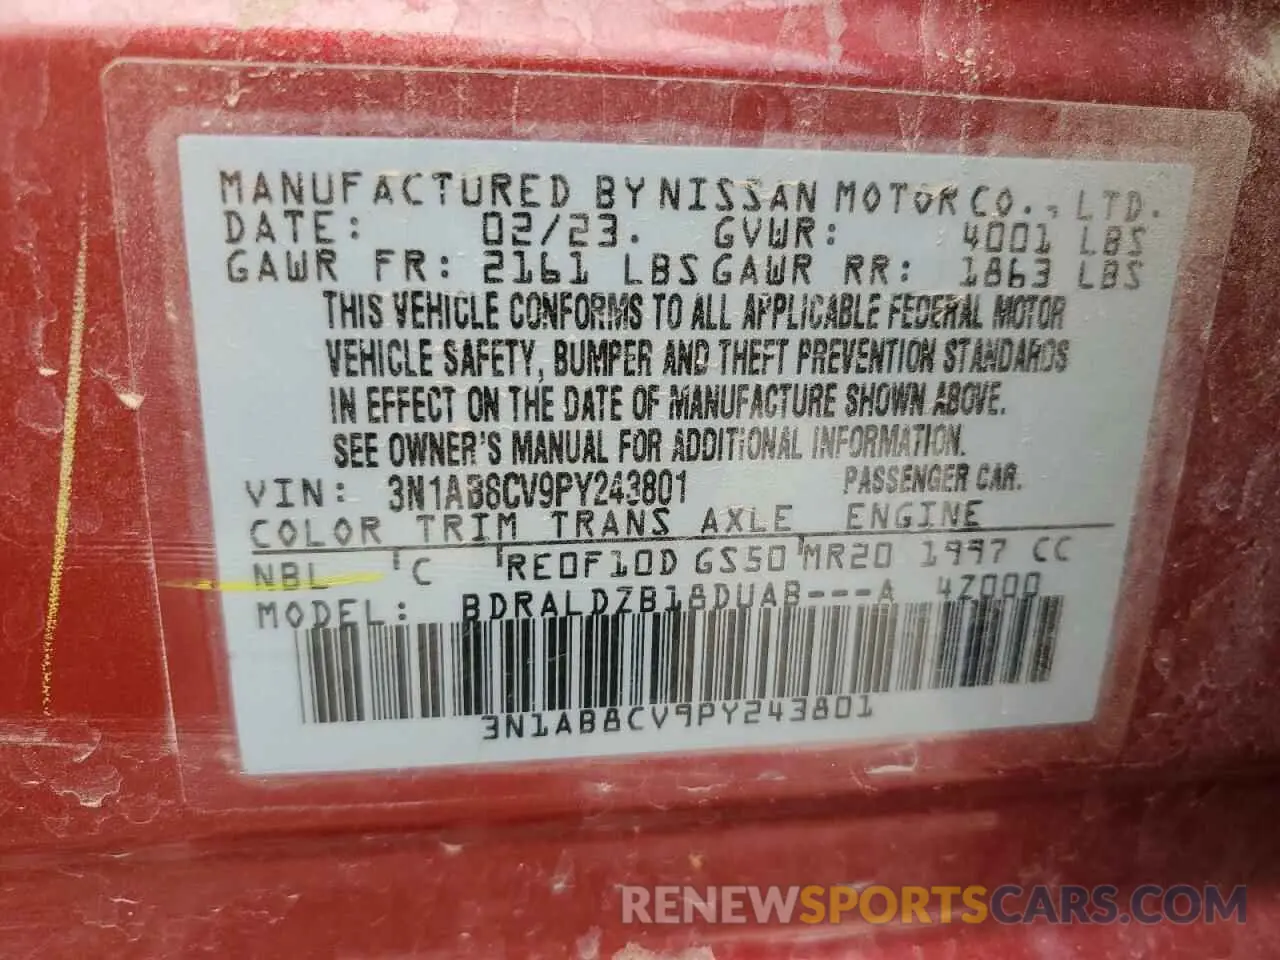 MANUFACTURED BY NISSAN MOTOR CO., LTD.
DATE: 02/23. GVWR: 4001 LBS
GAWR FR: 2161 LBS GAWR RR: 1863 LBS
THIS VEHICLE CONFORMS TO ALL APPLICABLE FEDERAL MOTOR
VEHICLE SAFETY, BUMPER AND THEFT PREVENTION STANDARDS
IN EFFECT ON THE DATE OF MANUFACTURE SHOWN ABOVE.
SEE OWNER'S MANUAL FOR ADDITIONAL INFORMATION.
VIN: 3N1AB8CV9PY243801 PASSENGER CAR.
COLOR TRIM TRANS AXLE ENGINE
NBL C RE0F10D GS50 MR20 1997 CC
MODEL: BDRALDZB18DUAB---A 4Z000
3N1AB8CV9PY243801
RENEWSPORTSCARS.COM